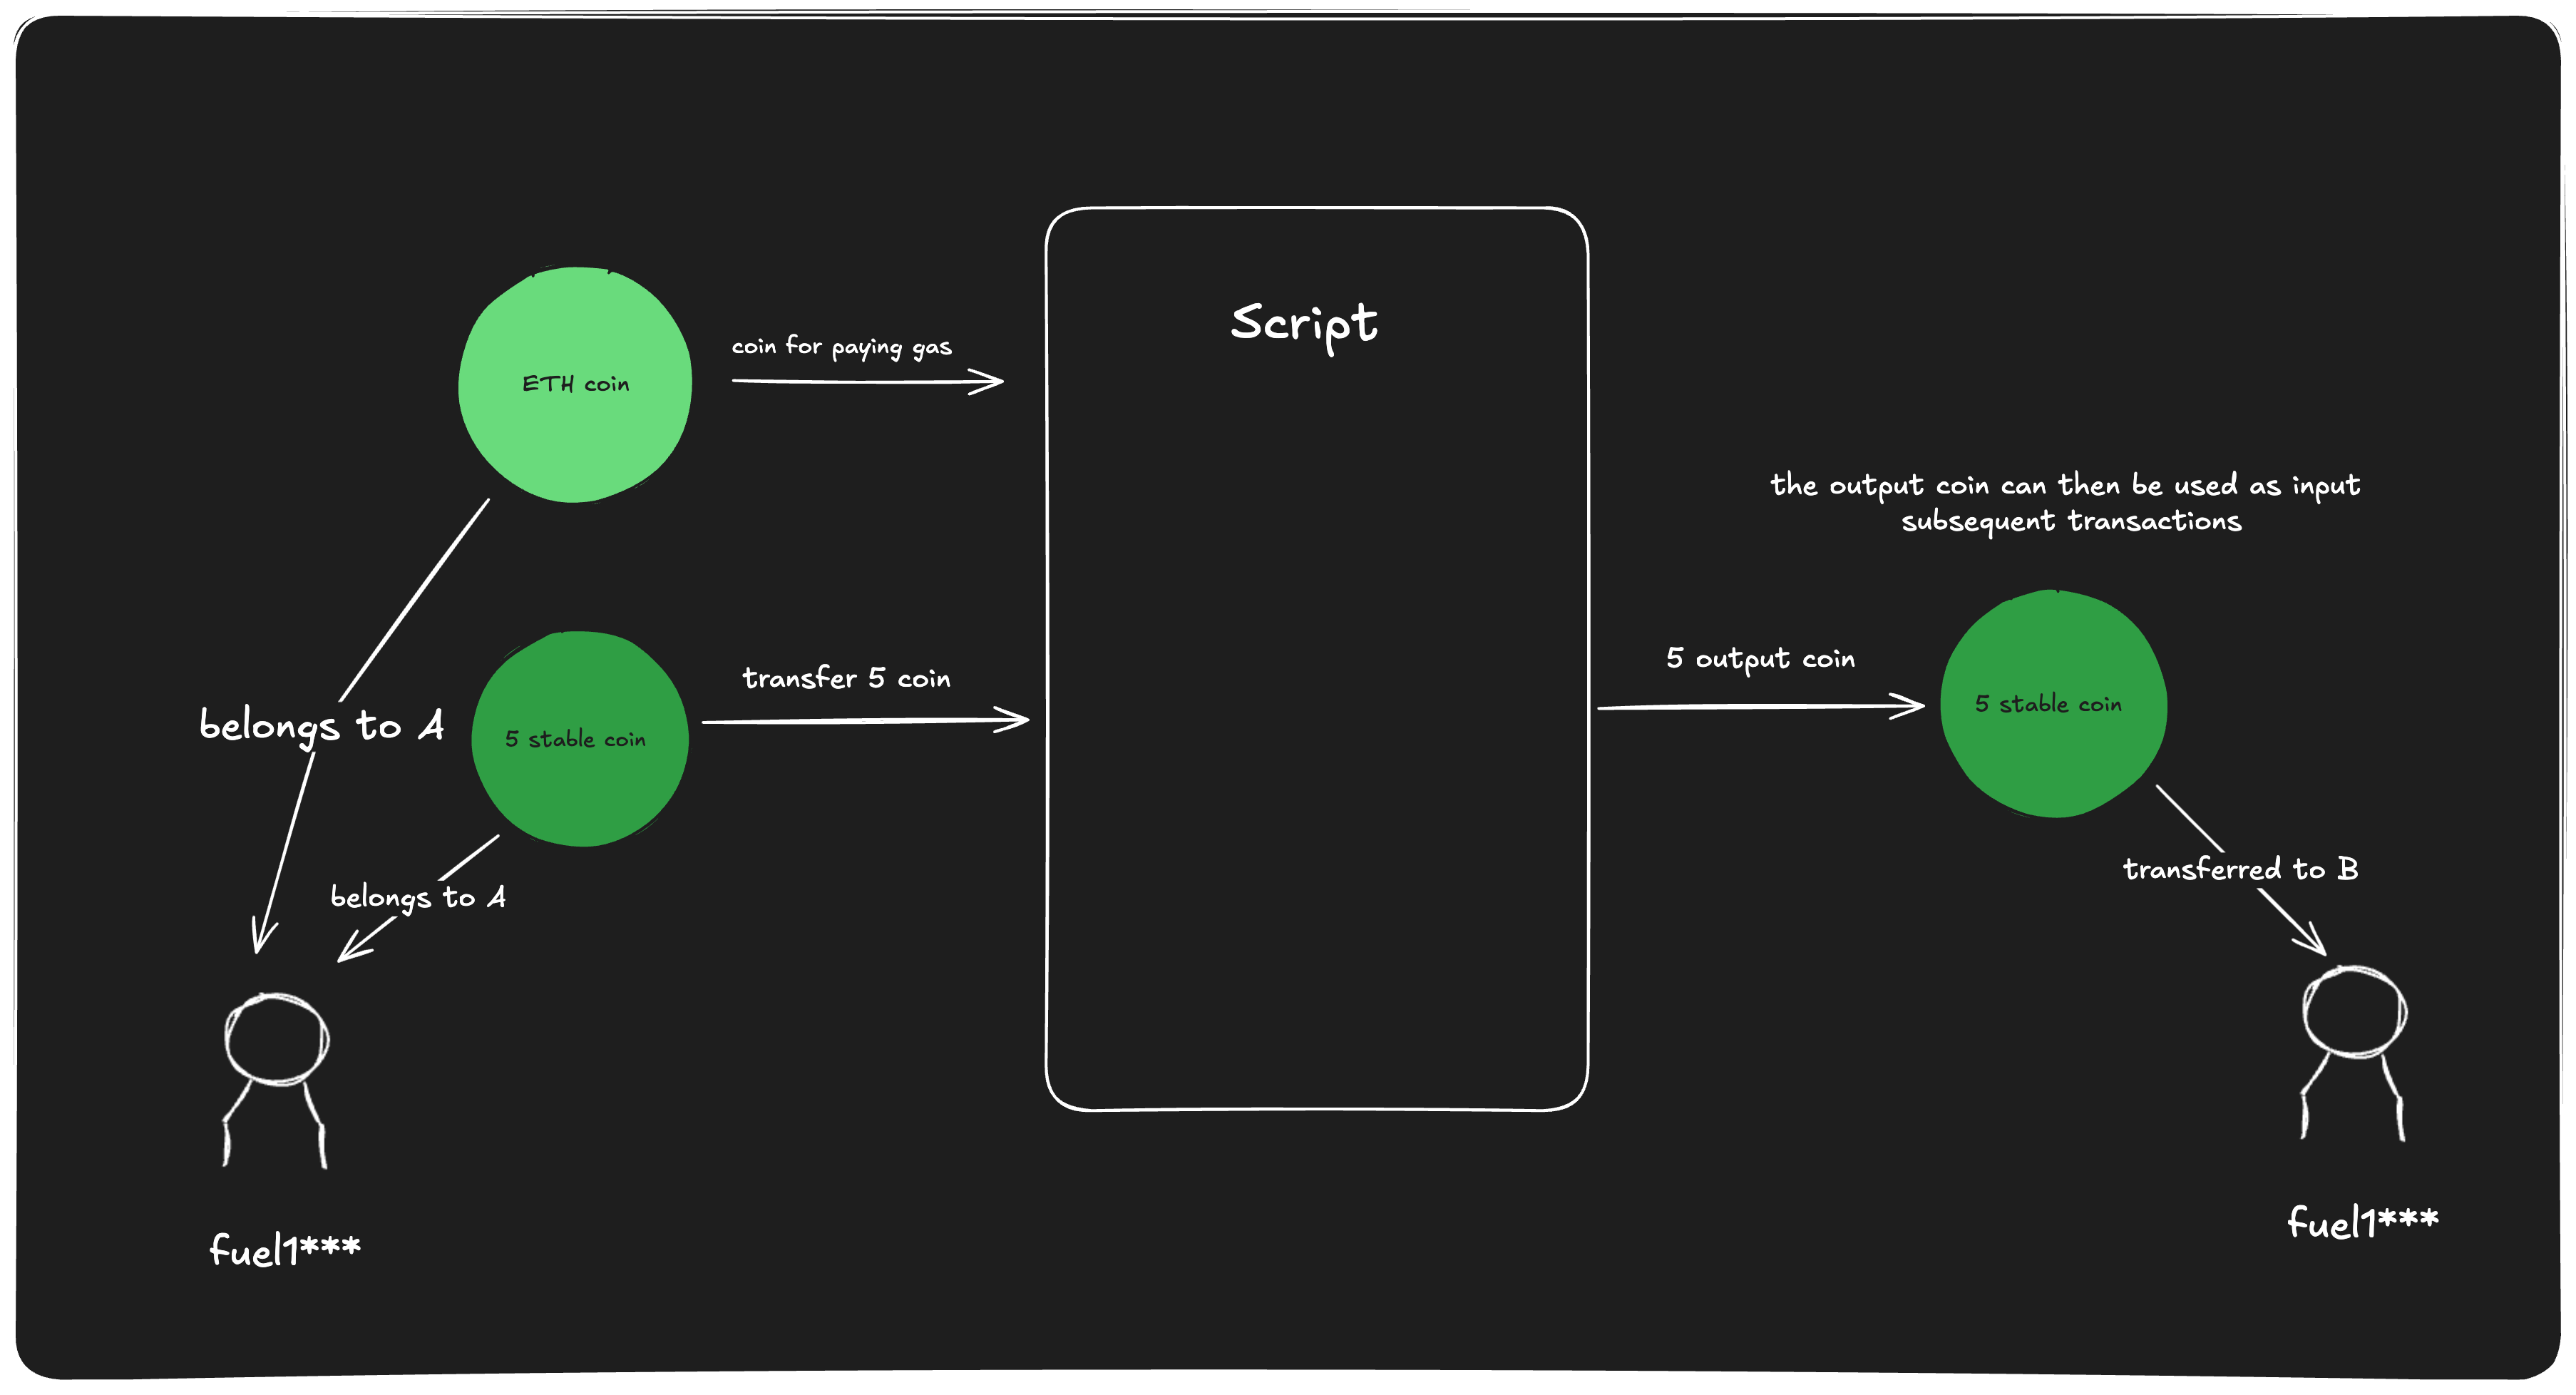 Script
coin for paying gas
ETH coin
the output coin can then be used as input
subsequent transactions
5 output coin
transfer 5 coin
5 stable coin
belongs to A
5 stable coin
transferred to B
belongs to A
fuel1***
fuel1***